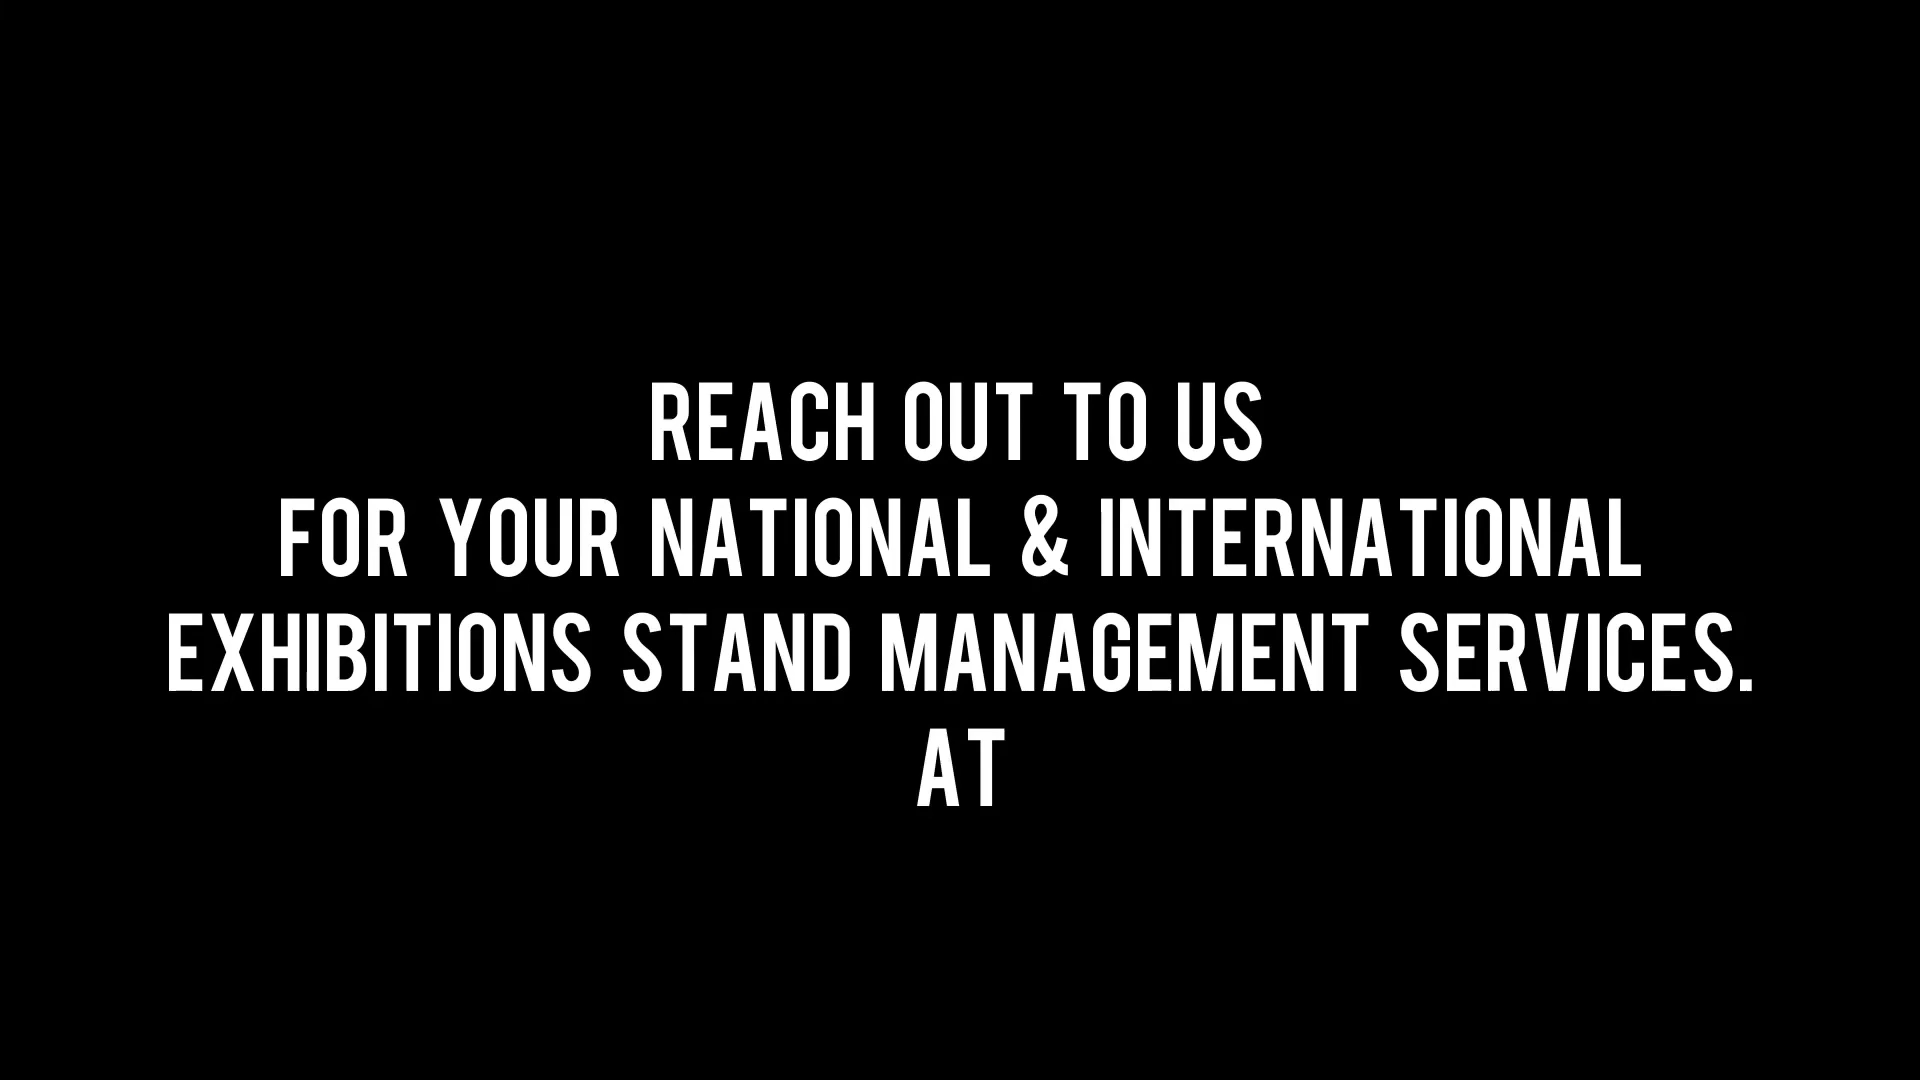 REACH OUT TO US
FOR YOUR NATIONAL & INTERNATIONAL
EXHIBITIONS STAND MANAGEMENT SERVICES.
AT